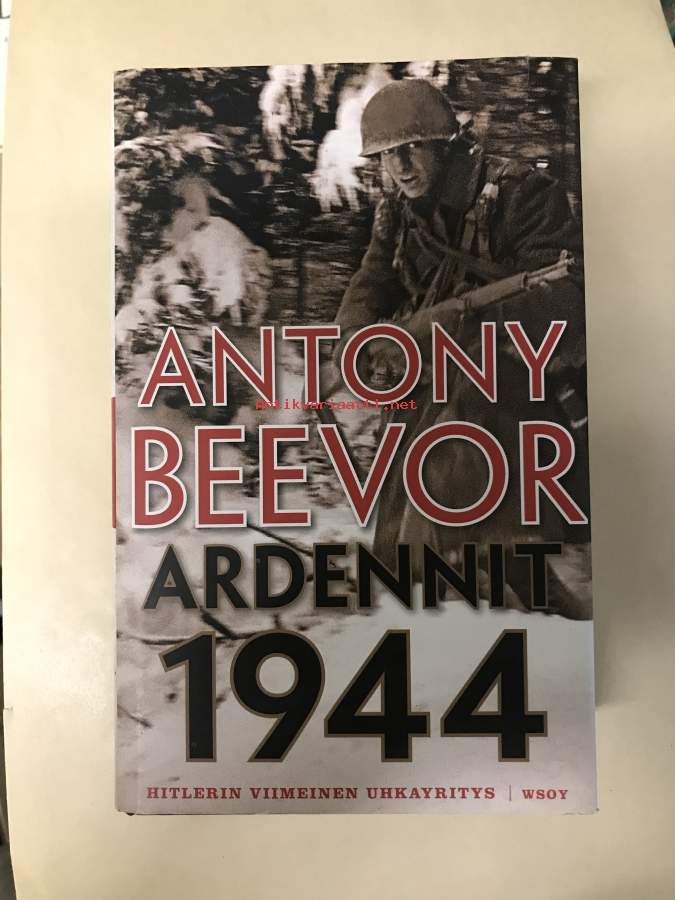 ANTONY
Antikvariaatti.net
BEEVOR
ARDENNIT
1944
HITLERIN VIIMEINEN UHKAYRITYS | WSOY